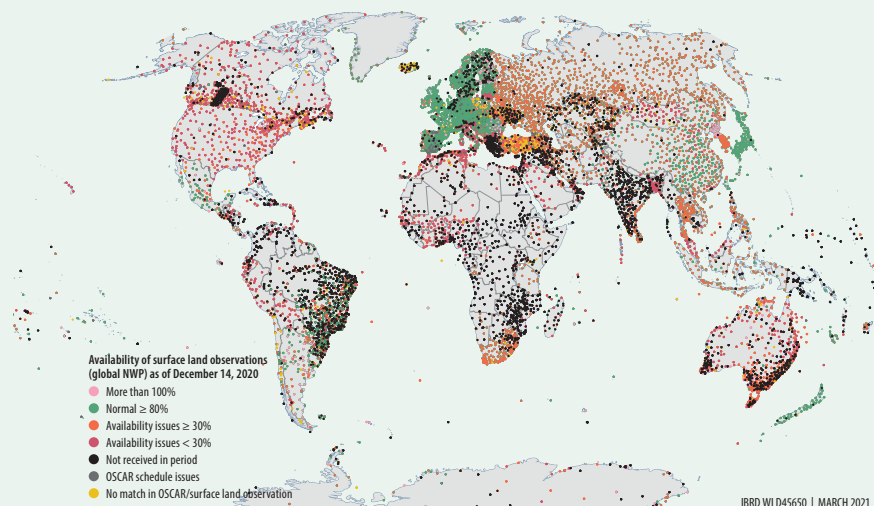 Availability of surface land observations
(global NWP) as of December 14, 2020
More than 100%
Normal ≥ 80%
Availability issues ≥ 30%
Availability issues < 30%
Not received in period
OSCAR schedule issues
No match in OSCAR/surface land observation
IBRD WLD45650 | MARCH 2021